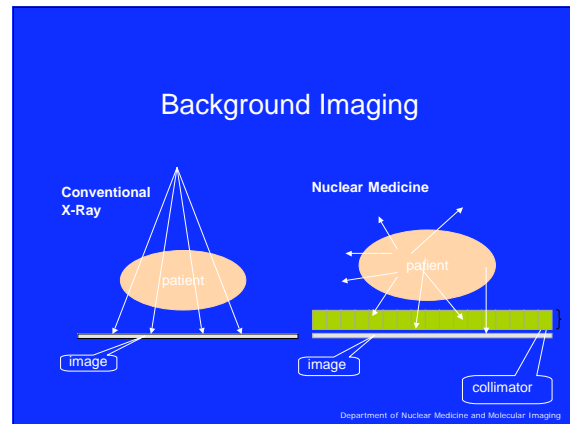 Background Imaging
Conventional
X-Ray
Nuclear Medicine
patient
patient
image
image
collimator
Department of Nuclear Medicine and Molecular Imaging